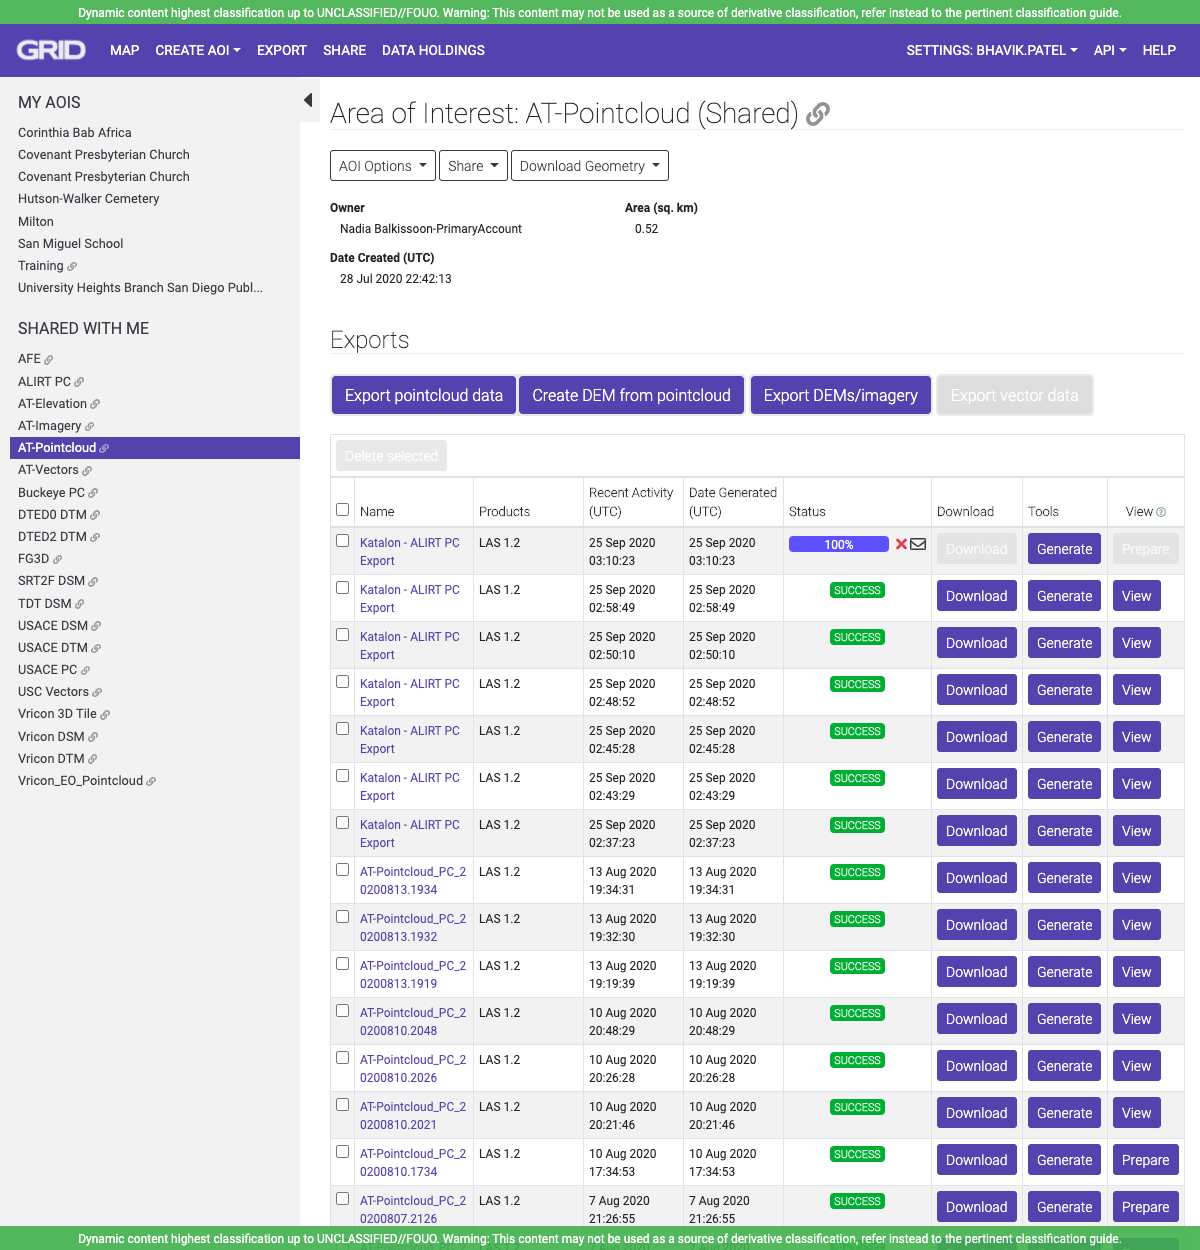 Dynamic content highest classification up to UNCLASSIFIED//FOUO. Warning: This content may not be used as a source of derivative classification, refer instead to the pertinent classification guide.
GRID MAP CREATE AOI EXPORT SHARE DATA HOLDINGS SETTINGS: BHAVIK.PATEL API HELP
MY AOIS
Corinthia Bab Africa
Covenant Presbyterian Church
Covenant Presbyterian Church
Hutson-Walker Cemetery
Milton
San Miguel School
Training
University Heights Branch San Diego Publ...
SHARED WITH ME
AFE
ALIRT PC
AT-Elevation
AT-Imagery
AT-Pointcloud
AT-Vectors
Buckeye PC
DTED0 DTM
DTED2 DTM
FG3D
SRT2F DSM
TDT DSM
USACE DSM
USACE DTM
USACE PC
USC Vectors
Vricon 3D Tile
Vricon DSM
Vricon DTM
Vricon_EO_Pointcloud
Area of Interest: AT-Pointcloud (Shared)
AOI Options Share Download Geometry
Owner Area (sq. km)
Nadia Balkissoon-PrimaryAccount 0.52
Date Created (UTC)
28 Jul 2020 22:42:13
Exports
Export pointcloud data Create DEM from pointcloud Export DEMs/imagery Export vector data
Delete selected
Recent Activity Date Generated
Name Products (UTC) (UTC) Status Download Tools View
Katalon - ALIRT PC LAS 1.2 25 Sep 2020 25 Sep 2020 100% Download Generate Prepare
Export 03:10:23 03:10:23
Katalon - ALIRT PC LAS 1.2 25 Sep 2020 25 Sep 2020 SUCCESS Download Generate View
Export 02:58:49 02:58:49
Katalon - ALIRT PC LAS 1.2 25 Sep 2020 25 Sep 2020 SUCCESS Download Generate View
Export 02:50:10 02:50:10
Katalon - ALIRT PC LAS 1.2 25 Sep 2020 25 Sep 2020 SUCCESS Download Generate View
Export 02:48:52 02:48:52
Katalon - ALIRT PC LAS 1.2 25 Sep 2020 25 Sep 2020 SUCCESS Download Generate View
Export 02:45:28 02:45:28
Katalon - ALIRT PC LAS 1.2 25 Sep 2020 25 Sep 2020 SUCCESS Download Generate View
Export 02:43:29 02:43:29
Katalon - ALIRT PC LAS 1.2 25 Sep 2020 25 Sep 2020 SUCCESS Download Generate View
Export 02:37:23 02:37:23
AT-Pointcloud_PC_2 LAS 1.2 13 Aug 2020 13 Aug 2020 SUCCESS Download Generate View
0200813.1934 19:34:31 19:34:31
AT-Pointcloud_PC_2 LAS 1.2 13 Aug 2020 13 Aug 2020 SUCCESS Download Generate View
0200813.1932 19:32:30 19:32:30
AT-Pointcloud_PC_2 LAS 1.2 13 Aug 2020 13 Aug 2020 SUCCESS Download Generate View
0200813.1919 19:19:39 19:19:39
AT-Pointcloud_PC_2 LAS 1.2 10 Aug 2020 10 Aug 2020 SUCCESS Download Generate View
0200810.2048 20:48:29 20:48:29
AT-Pointcloud_PC_2 LAS 1.2 10 Aug 2020 10 Aug 2020 SUCCESS Download Generate View
0200810.2026 20:26:28 20:26:28
AT-Pointcloud_PC_2 LAS 1.2 10 Aug 2020 10 Aug 2020 SUCCESS Download Generate View
0200810.2021 20:21:46 20:21:46
AT-Pointcloud_PC_2 LAS 1.2 10 Aug 2020 10 Aug 2020 SUCCESS Download Generate Prepare
0200810.1734 17:34:53 17:34:53
AT-Pointcloud_PC_2 LAS 1.2 7 Aug 2020 7 Aug 2020 SUCCESS Download Generate Prepare
0200807.2126 21:26:55 21:26:55
Dynamic content highest classification up to UNCLASSIFIED//FOUO. Warning: This content may not be used as a source of derivative classification, refer instead to the pertinent classification guide.